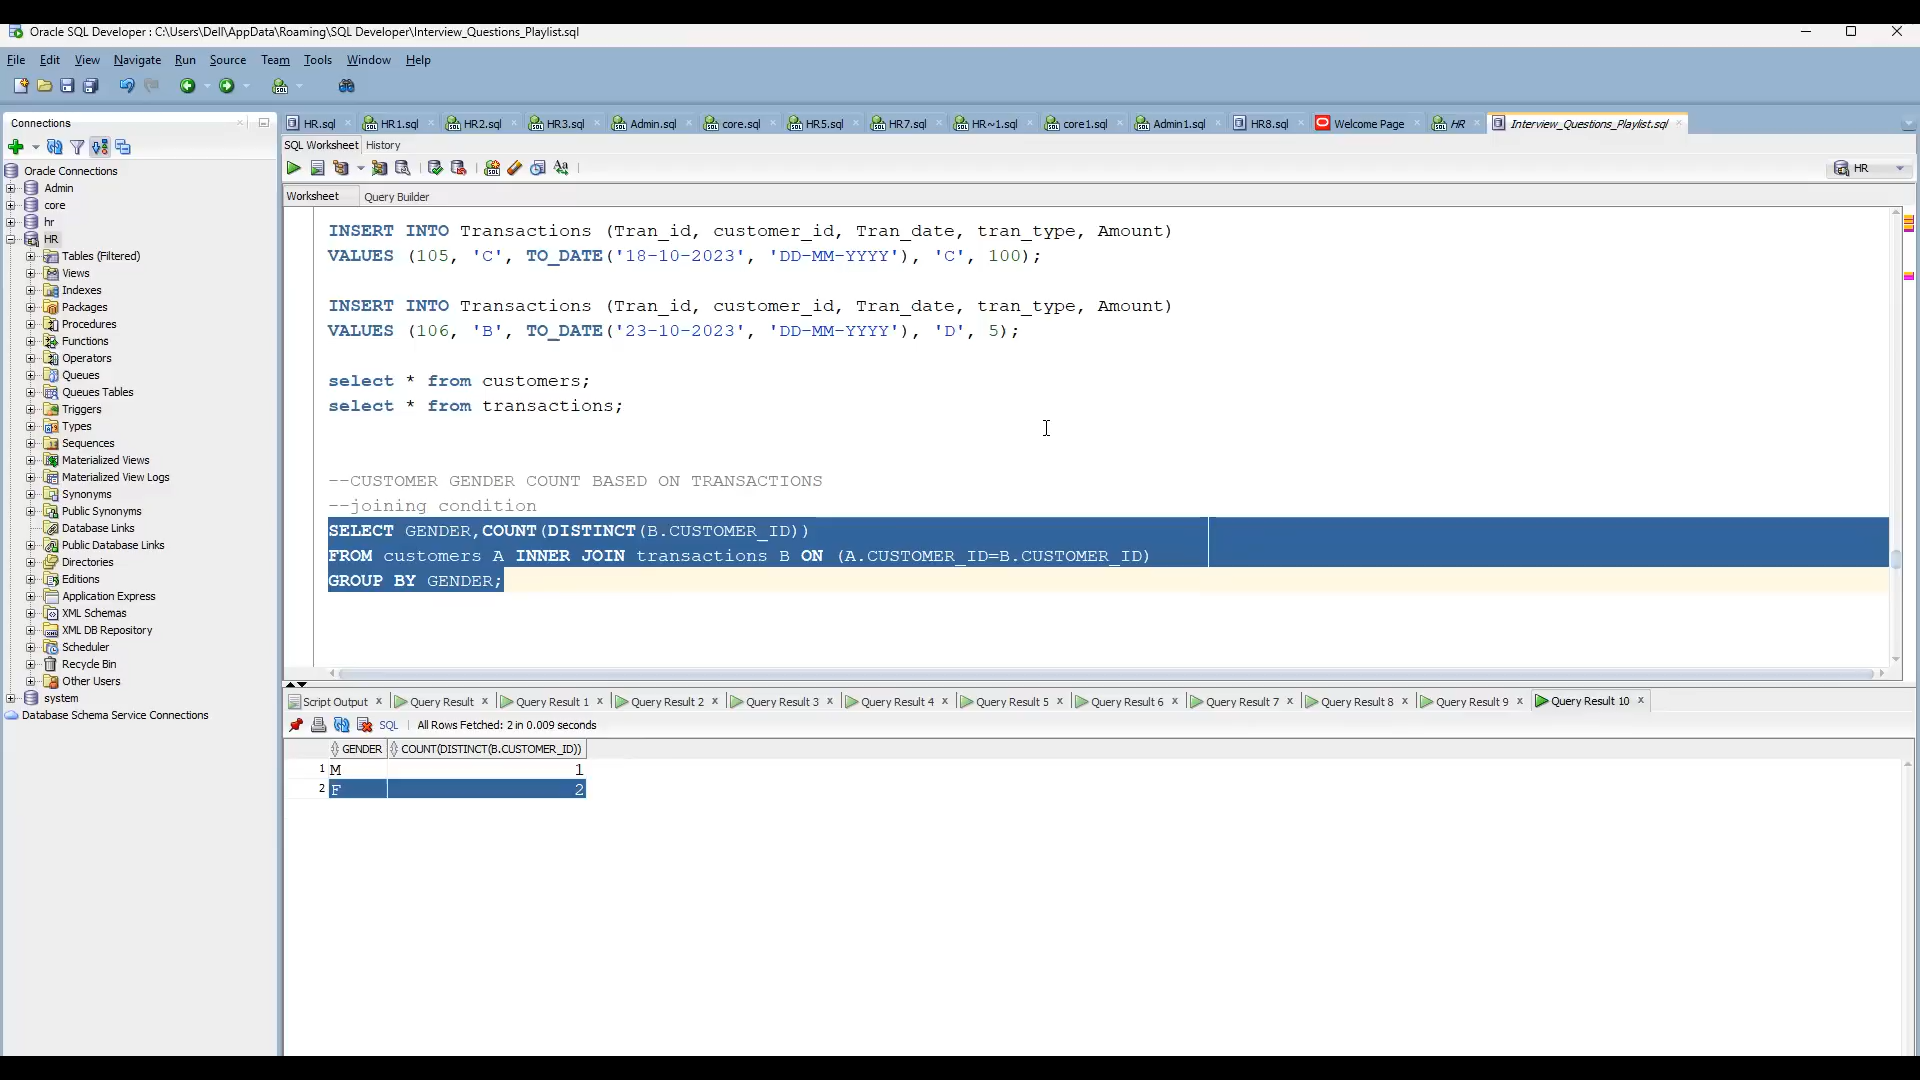 Oracle SQL Developer : C:\Users\Dell\AppData\Roaming\SQL Developer\Interview_Questions_Playlist.sql
File Edit View Navigate Run Source Team Tools Window Help
Connections
Oracle Connections
Admin
core
hr
HR
Tables (Filtered)
Views
Indexes
Packages
Procedures
Functions
Operators
Queues
Queues Tables
Triggers
Types
Sequences
Materialized Views
Materialized View Logs
Synonyms
Public Synonyms
Database Links
Public Database Links
Directories
Editions
Application Express
XML Schemas
XML DB Repository
Scheduler
Recycle Bin
Other Users
system
Database Schema Service Connections
HR.sql HR1.sql HR2.sql HR3.sql Admin.sql core.sql HR5.sql HR7.sql HR~1.sql core1.sql Admin1.sql HR8.sql Welcome Page HR Interview_Questions_Playlist.sql
SQL Worksheet History
HR
Worksheet Query Builder
INSERT INTO Transactions (Tran_id, customer_id, Tran_date, tran_type, Amount)
VALUES (105, 'C', TO_DATE('18-10-2023', 'DD-MM-YYYY'), 'C', 100);
INSERT INTO Transactions (Tran_id, customer_id, Tran_date, tran_type, Amount)
VALUES (106, 'B', TO_DATE('23-10-2023', 'DD-MM-YYYY'), 'D', 5);
select * from customers;
select * from transactions;
--CUSTOMER GENDER COUNT BASED ON TRANSACTIONS
--joining condition
SELECT GENDER,COUNT(DISTINCT(B.CUSTOMER_ID))
FROM customers A INNER JOIN transactions B ON (A.CUSTOMER_ID=B.CUSTOMER_ID)
GROUP BY GENDER;
Script Output Query Result Query Result 1 Query Result 2 Query Result 3 Query Result 4 Query Result 5 Query Result 6 Query Result 7 Query Result 8 Query Result 9 Query Result 10
SQL All Rows Fetched: 2 in 0.009 seconds
GENDER COUNT(DISTINCT(B.CUSTOMER_ID))
1 M 1
2 F 2